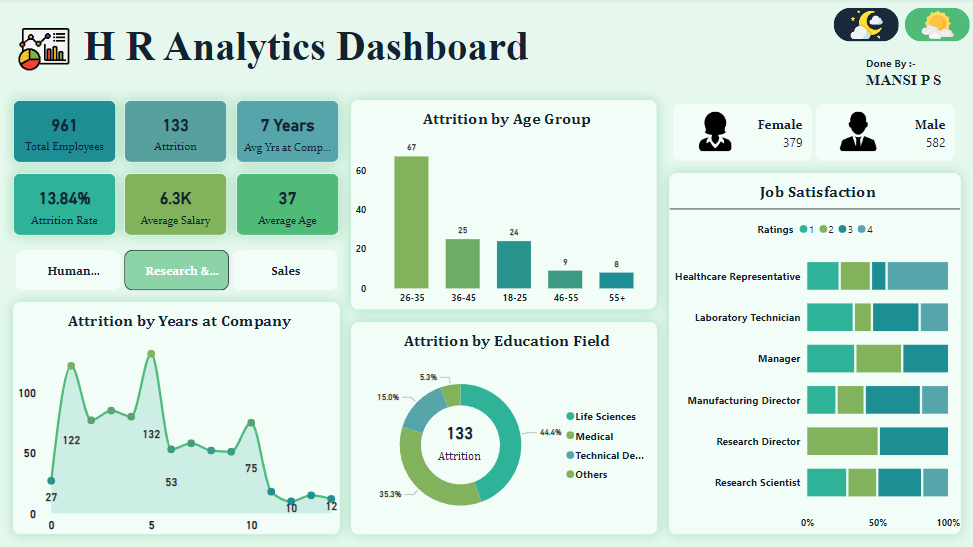 H R Analytics Dashboard
Done By :-
MANSI P S
961
Total Employees
133
Attrition
7 Years
Avg Yrs at Comp...
13.84%
Attrition Rate
6.3K
Average Salary
37
Average Age
Human...
Research &...
Sales
Attrition by Years at Company
100
50
0
27
122
132
53
75
10
12
0
5
10
Attrition by Age Group
60
40
20
0
67
25
24
9
8
26-35
36-45
18-25
46-55
55+
Attrition by Education Field
5.3%
15.0%
44.4%
35.3%
133
Attrition
Life Sciences
Medical
Technical De...
Others
Female
379
Male
582
Job Satisfaction
Ratings 1 2 3 4
Healthcare Representative
Laboratory Technician
Manager
Manufacturing Director
Research Director
Research Scientist
0%
50%
100%